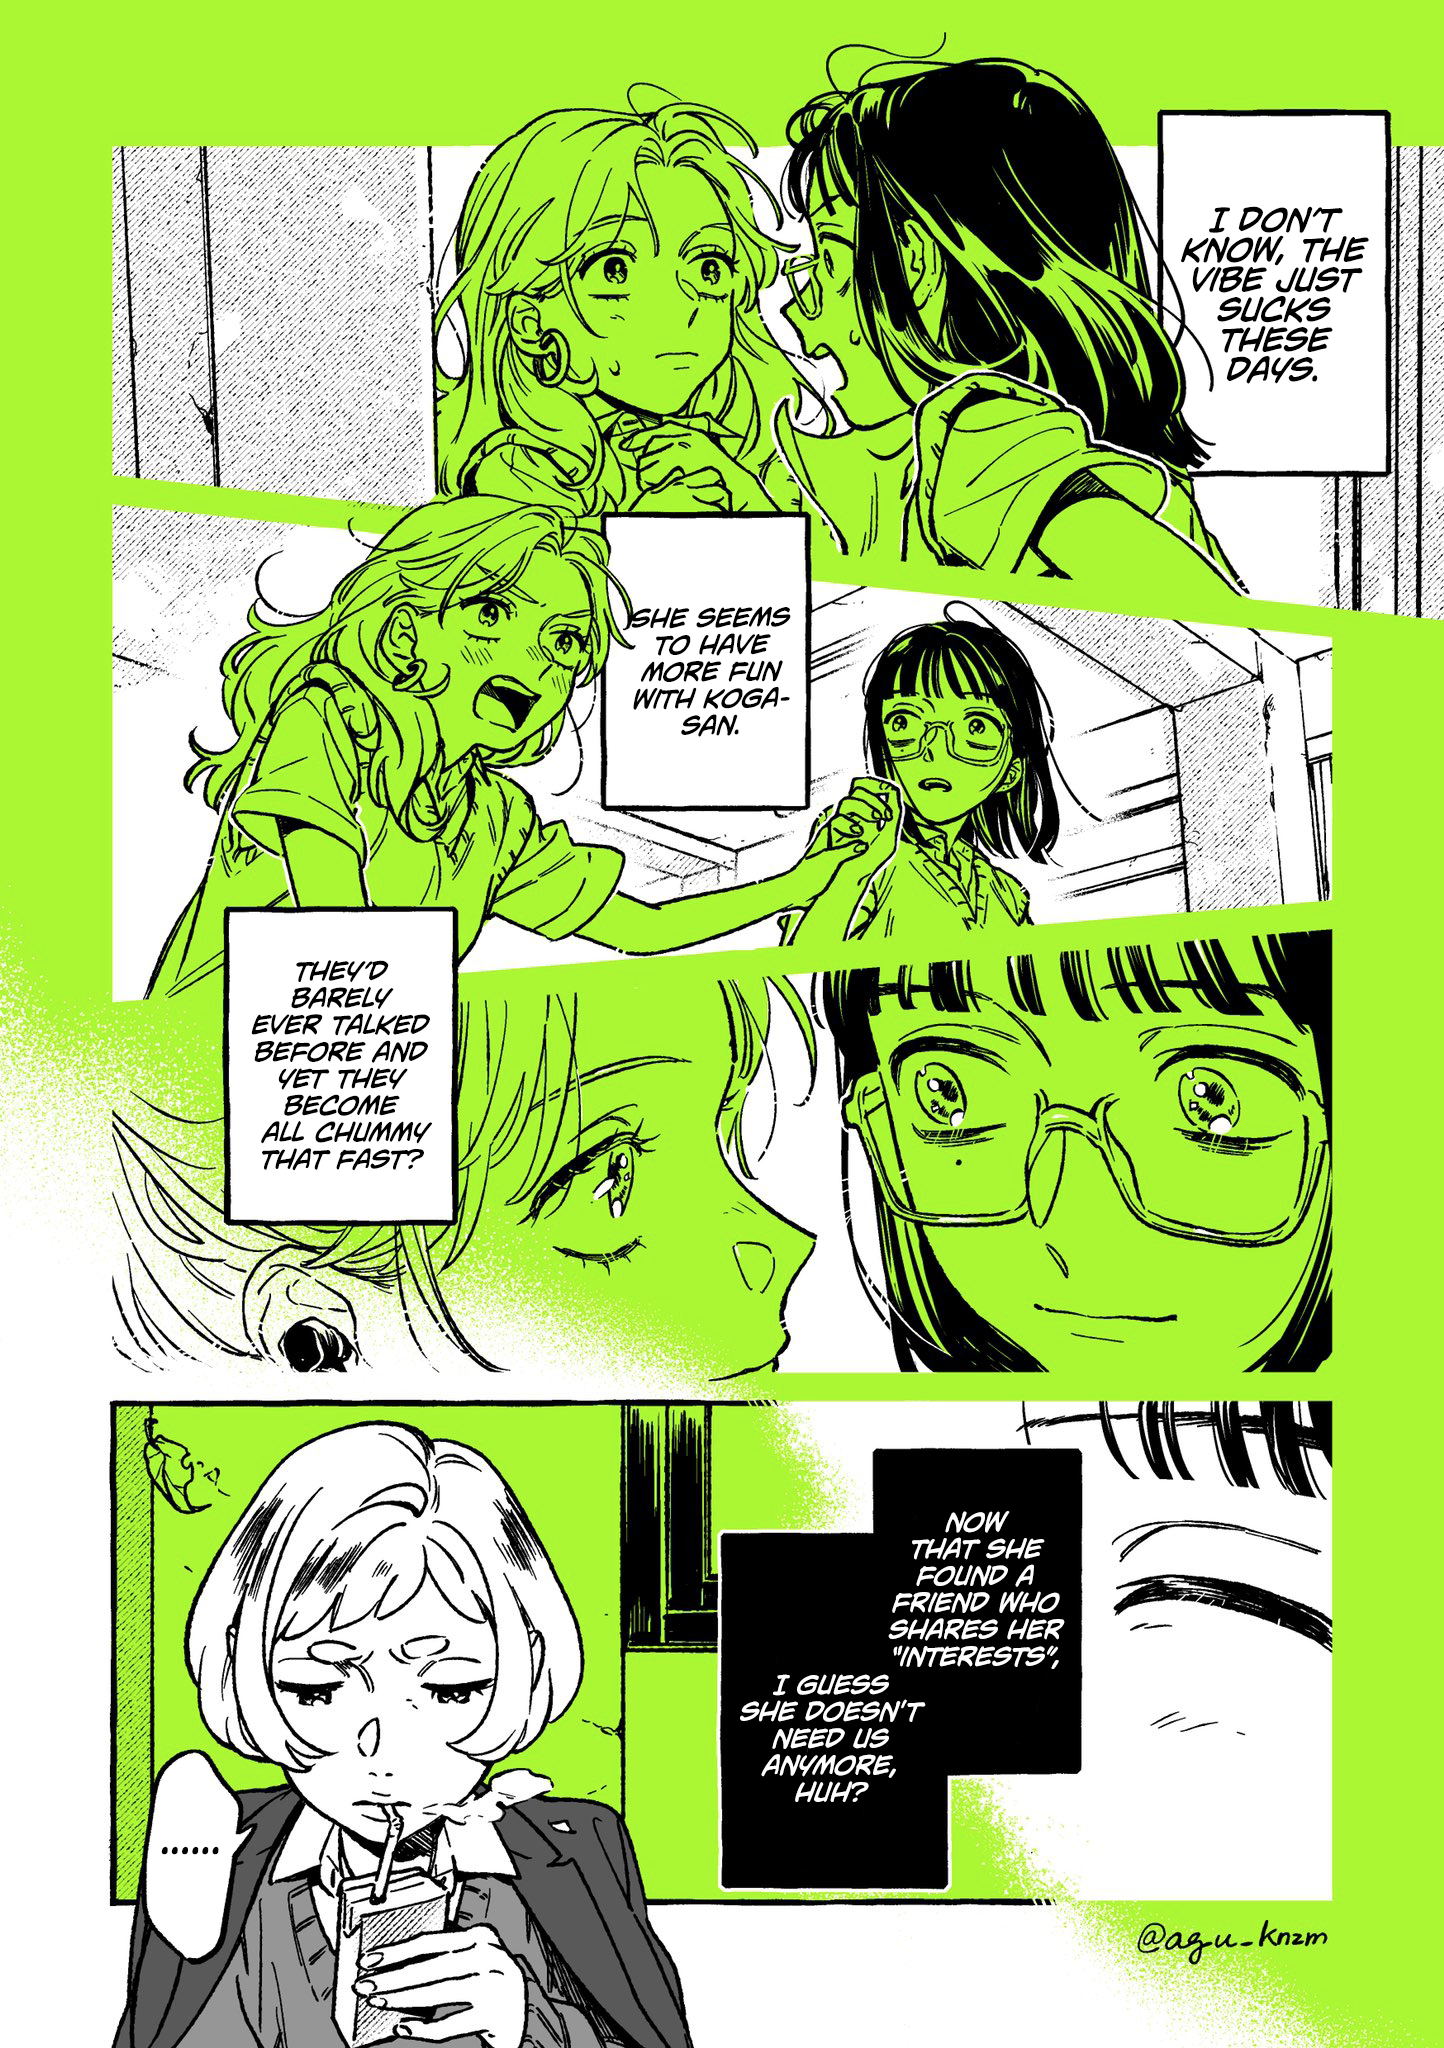 I DON'T
KNOW, THE
VIBE JUST
SUCKS
THESE
DAYS.
SHE SEEMS
TO HAVE
MORE FUN
WITH KOGA-
SAN.
THEY'D
BARELY
EVER TALKED
BEFORE AND
YET THEY
BECOME
ALL CHUMMY
THAT FAST?
NOW
THAT SHE
FOUND A
FRIEND WHO
SHARES HER
"INTERESTS",
I GUESS
SHE DOESN'T
NEED US
ANYMORE,
HUH?
......
@agu_knzm